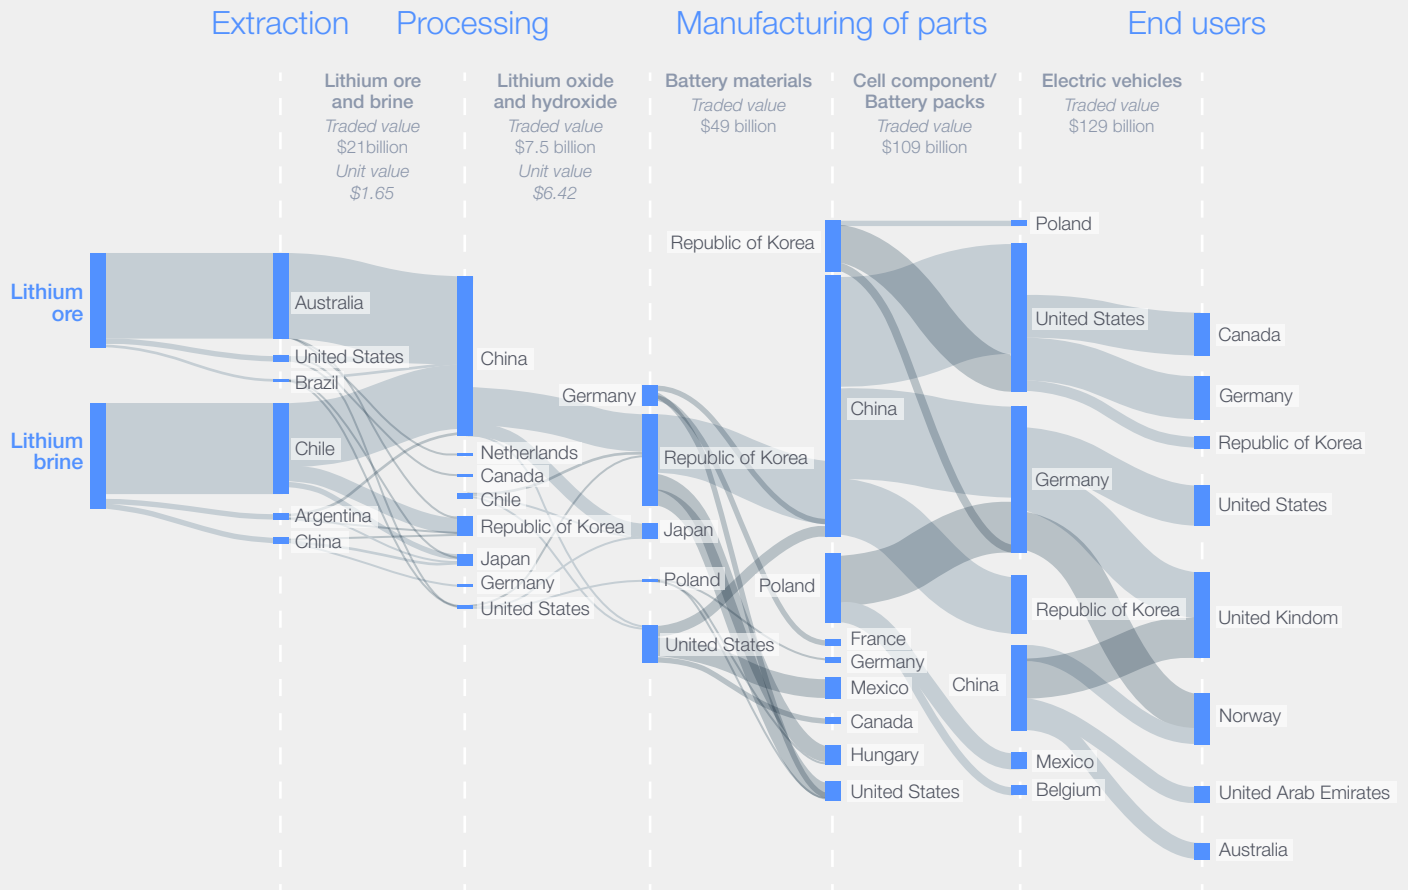 Extraction
Processing
Manufacturing of parts
End users
Lithium ore
and brine
Traded value
$21billion
Unit value
$1.65
Lithium oxide
and hydroxide
Traded value
$7.5 billion
Unit value
$6.42
Battery materials
Traded value
$49 billion
Cell component/
Battery packs
Traded value
$109 billion
Electric vehicles
Traded value
$129 billion
Lithium
ore
Lithium
brine
Australia
United States
Brazil
Chile
Argentina
China
China
Netherlands
Canada
Chile
Republic of Korea
Japan
Germany
United States
Germany
Republic of Korea
Japan
Poland
United States
Republic of Korea
China
Poland
France
Germany
Mexico
Canada
Hungary
United States
Poland
United States
Germany
Republic of Korea
China
Mexico
Belgium
Canada
Germany
Republic of Korea
United States
United Kindom
Norway
United Arab Emirates
Australia